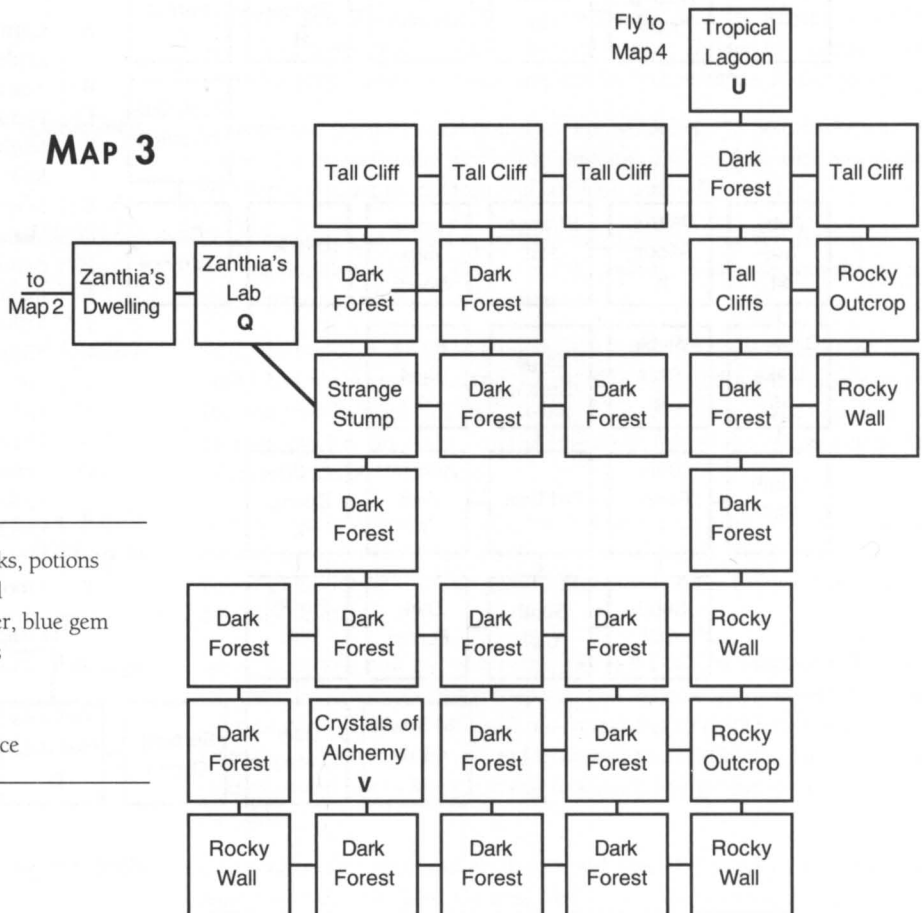 Fly to
Map 4
Tropical
Lagoon
U
MAP 3
Tall Cliff
Tall Cliff
Tall Cliff
Dark
Forest
Tall Cliff
to
Map 2
Zanthia's
Dwelling
Zanthia's
Lab
Q
Dark
Forest
Dark
Forest
Tall
Cliffs
Rocky
Outcrop
Strange
Stump
Dark
Forest
Dark
Forest
Dark
Forest
Rocky
Wall
Dark
Forest
Dark
Forest
ks, potions
er, blue gem
ce
Dark
Forest
Dark
Forest
Dark
Forest
Dark
Forest
Rocky
Wall
Dark
Forest
Crystals of
Alchemy
V
Dark
Forest
Dark
Forest
Rocky
Outcrop
Rocky
Wall
Dark
Forest
Dark
Forest
Dark
Forest
Rocky
Wall